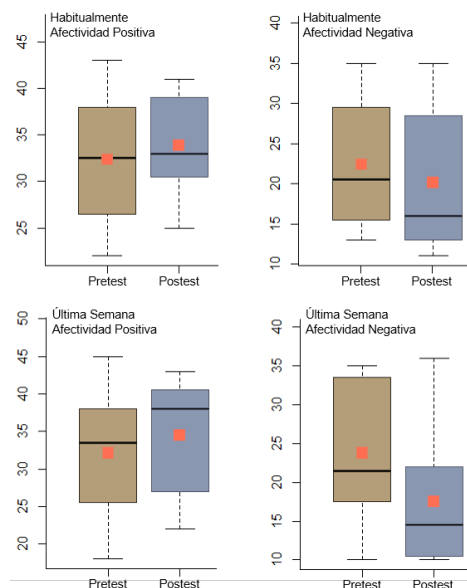 Habitualmente
Afectividad Positiva
45
40
35
30
25
Pretest Postest
Habitualmente
Afectividad Negativa
40
35
30
25
20
15
10
Pretest Postest
Última Semana
Afectividad Positiva
50
45
40
35
30
25
20
Pretest Postest
Última Semana
Afectividad Negativa
35
30
25
20
15
10
Pretest Postest